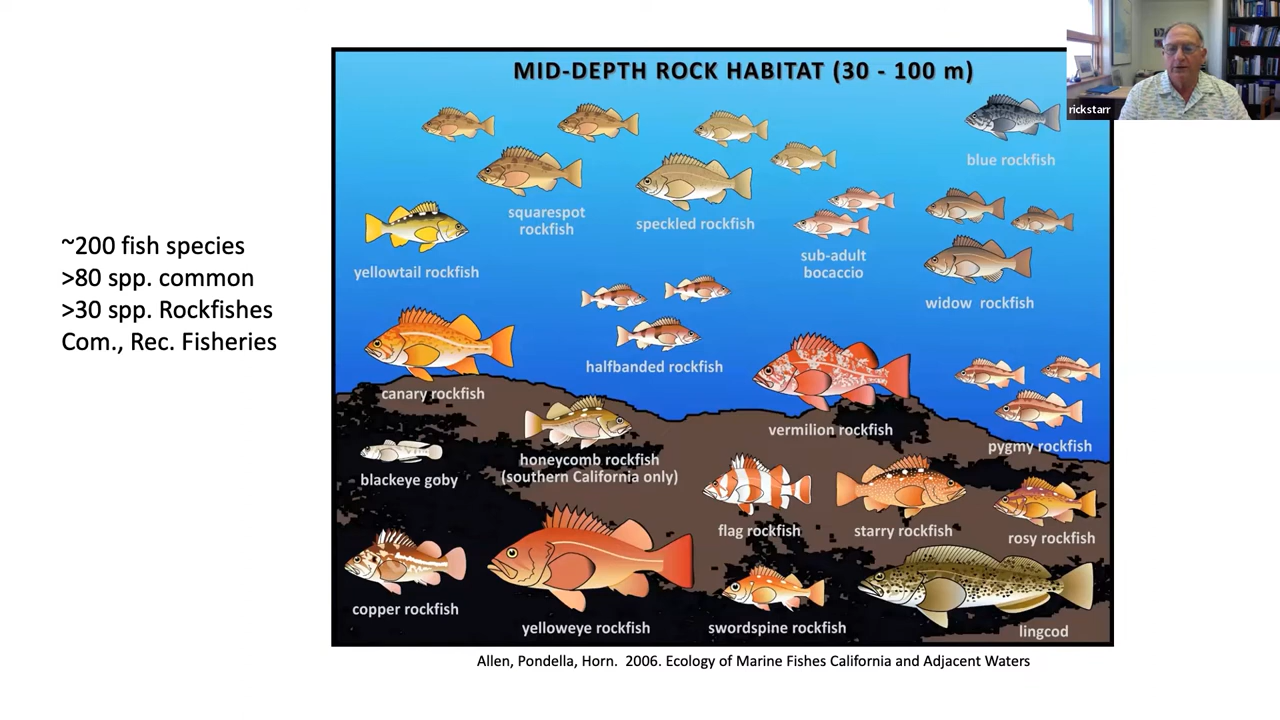 MID-DEPTH ROCK HABITAT (30 - 100 m)
rickstarr
blue rockfish
squarespot
rockfish
speckled rockfish
~200 fish species
>80 spp. common
>30 spp. Rockfishes
Com., Rec. Fisheries
yellowtail rockfish
sub-adult
bocaccio
widow rockfish
halfbanded rockfish
canary rockfish
vermilion rockfish
pygmy rockfish
blackeye goby
honeycomb rockfish
(southern California only)
flag rockfish
starry rockfish
rosy rockfish
copper rockfish
yelloweye rockfish
swordspine rockfish
lingcod
Allen, Pondella, Horn. 2006. Ecology of Marine Fishes California and Adjacent Waters